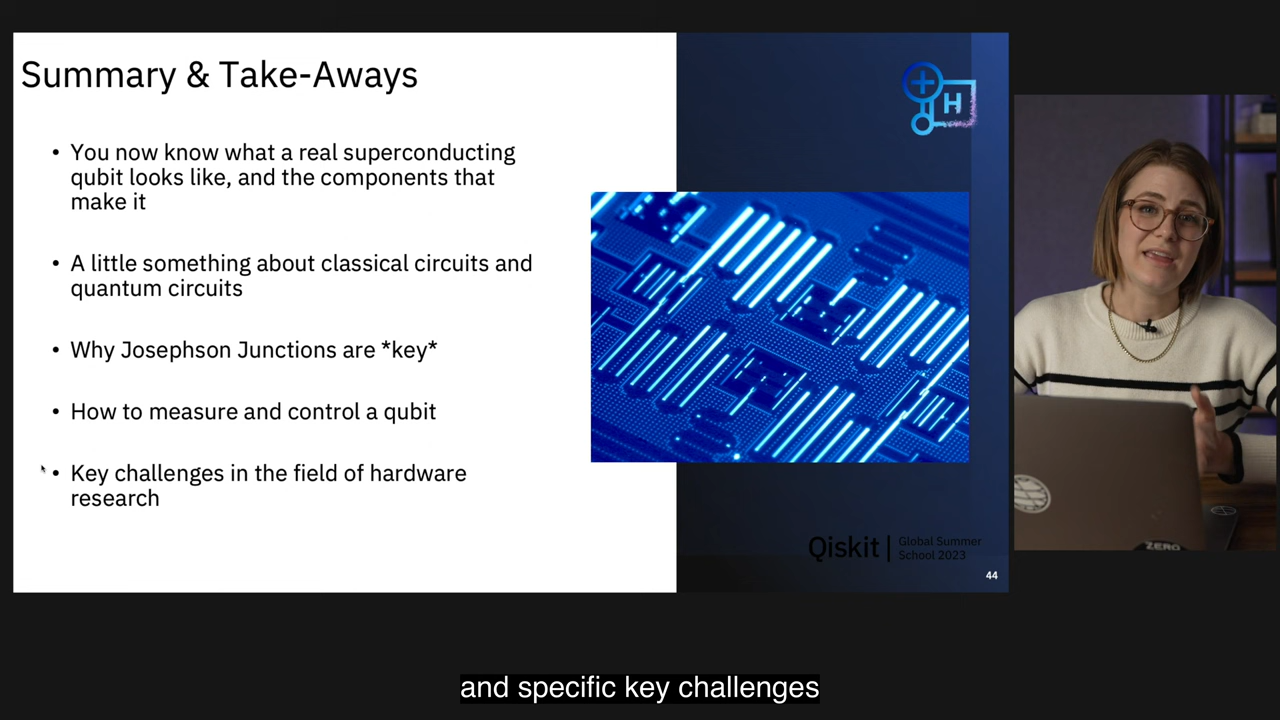 Summary & Take-Aways
H
• You now know what a real superconducting
qubit looks like, and the components that
make it
• A little something about classical circuits and
quantum circuits
• Why Josephson Junctions are *key*
• How to measure and control a qubit
• Key challenges in the field of hardware
research
Qiskit | Global Summer
School 2023
44
ZERO
and specific key challenges